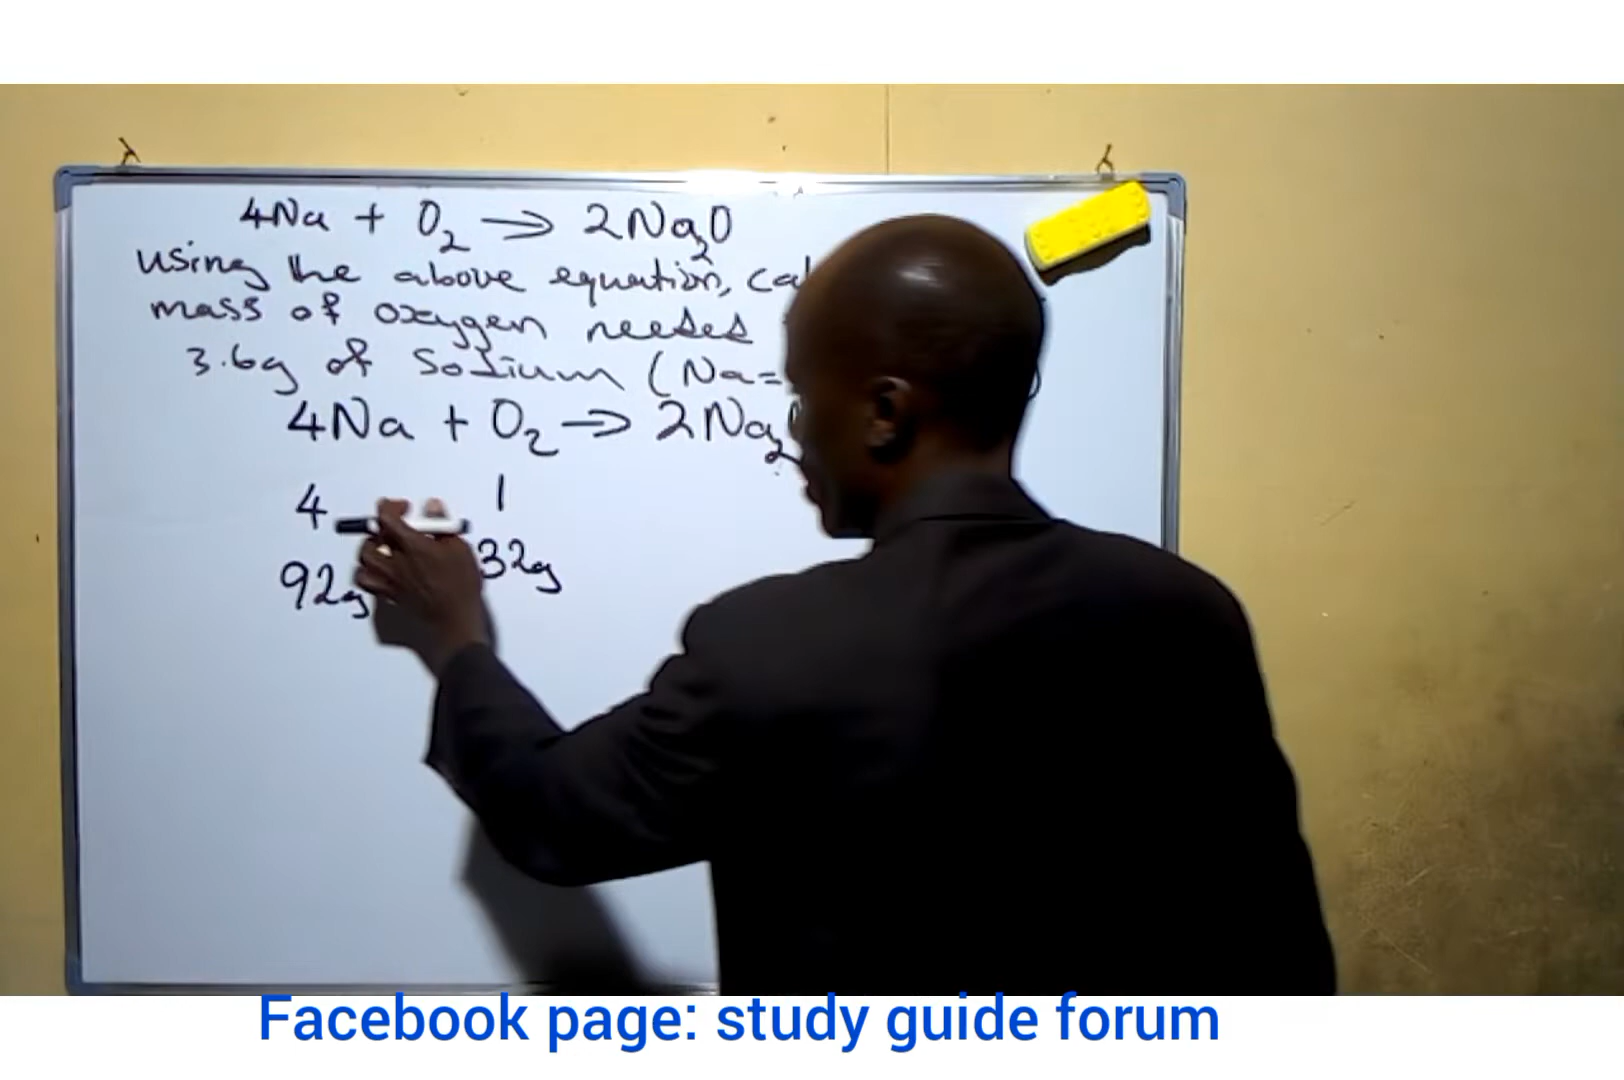 4Na + O₂ → 2Na₂O
using the above equation,
mass of oxygen needed
3.6g of sodium (Na=
4Na + O₂ → 2Na₂
4 1
92g 32g
Facebook page: study guide forum